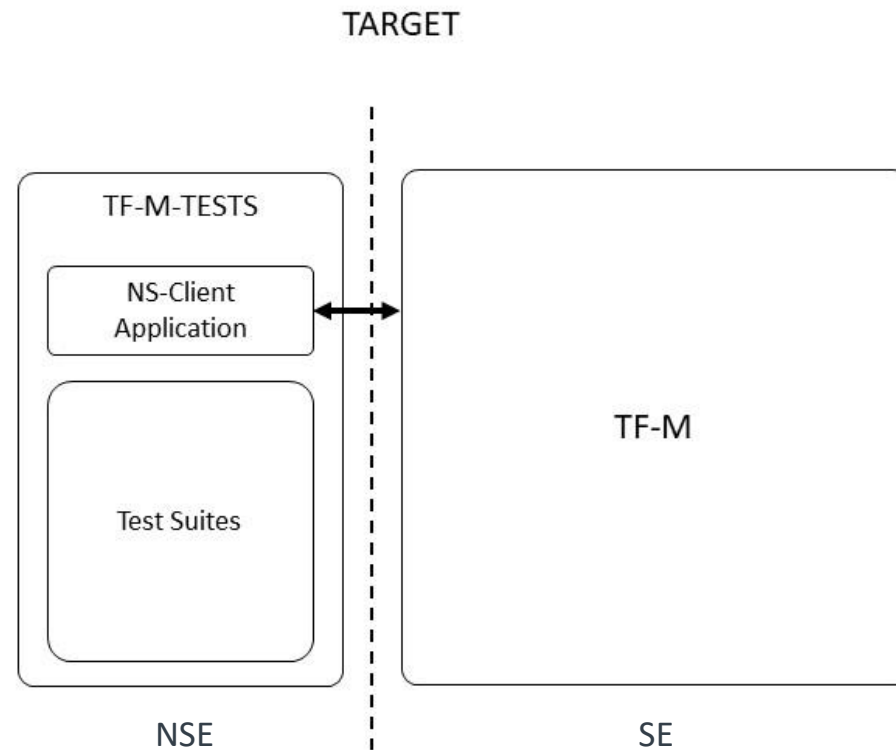 TARGET
TF-M-TESTS
NS-Client
Application
Test Suites
TF-M
NSE
SE